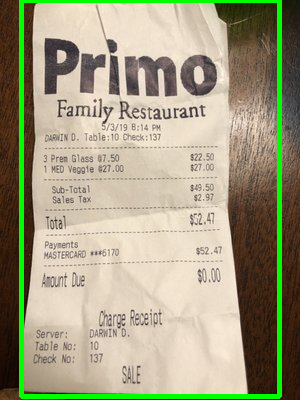 Primo
Family Restaurant
5/3/19 8:14 PM
DARWIN D. Table:10 Check:137
3 Prem Glass @7.50 $22.50
1 MED Veggie @27.00 $27.00
Sub-Total $49.50
Sales Tax $2.97
Total $52.47
Payments
MASTERCARD ***6170 $52.47
Amount Due $0.00
Charge Receipt
Server: DARWIN D.
Table No: 10
Check No: 137
SALE